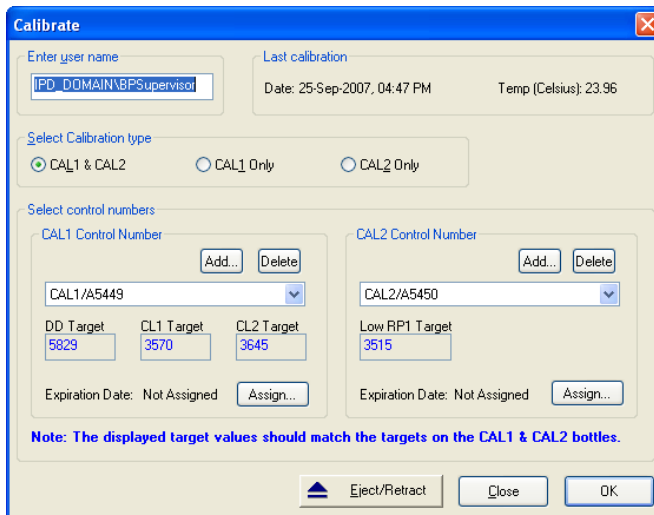 Calibrate
Enter user name
IPD_DOMAIN\BPSupervisor
Last calibration
Date: 25-Sep-2007, 04:47 PM Temp (Celsius): 23.96
Select Calibration type
CAL1 & CAL2 CAL1 Only CAL2 Only
Select control numbers
CAL1 Control Number
Add... Delete
CAL1/A5449
DD Target CL1 Target CL2 Target
5829 3570 3645
Expiration Date: Not Assigned Assign...
CAL2 Control Number
Add... Delete
CAL2/A5450
Low RP1 Target
3515
Expiration Date: Not Assigned Assign...
Note: The displayed target values should match the targets on the CAL1 & CAL2 bottles.
Eject/Retract Close OK